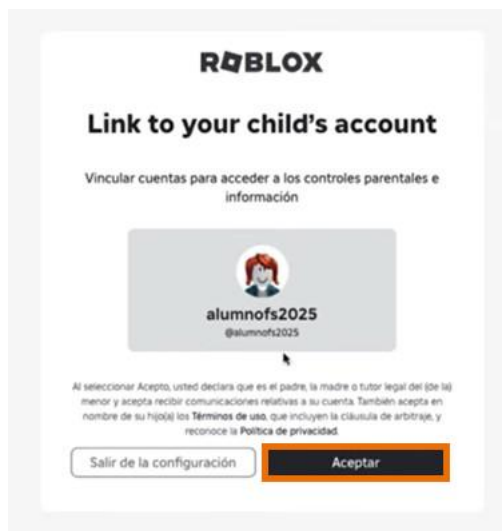 ROBLOX
Link to your child's account
Vincular cuentas para acceder a los controles parentales e
información
alumnofs2025
@alumnofs2025
Al seleccionar Acepto, usted declara que es el padre, la madre o tutor legal del (de la)
menor y acepta recibir comunicaciones relativas a su cuenta. También acepta en
nombre de su hijo(a) los Términos de uso, que incluyen la cláusula de arbitraje, y
reconoce la Política de privacidad.
Salir de la configuración
Aceptar